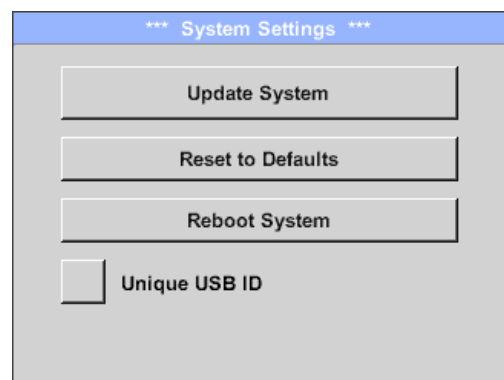 *** System Settings ***
Update System
Reset to Defaults
Reboot System
Unique USB ID